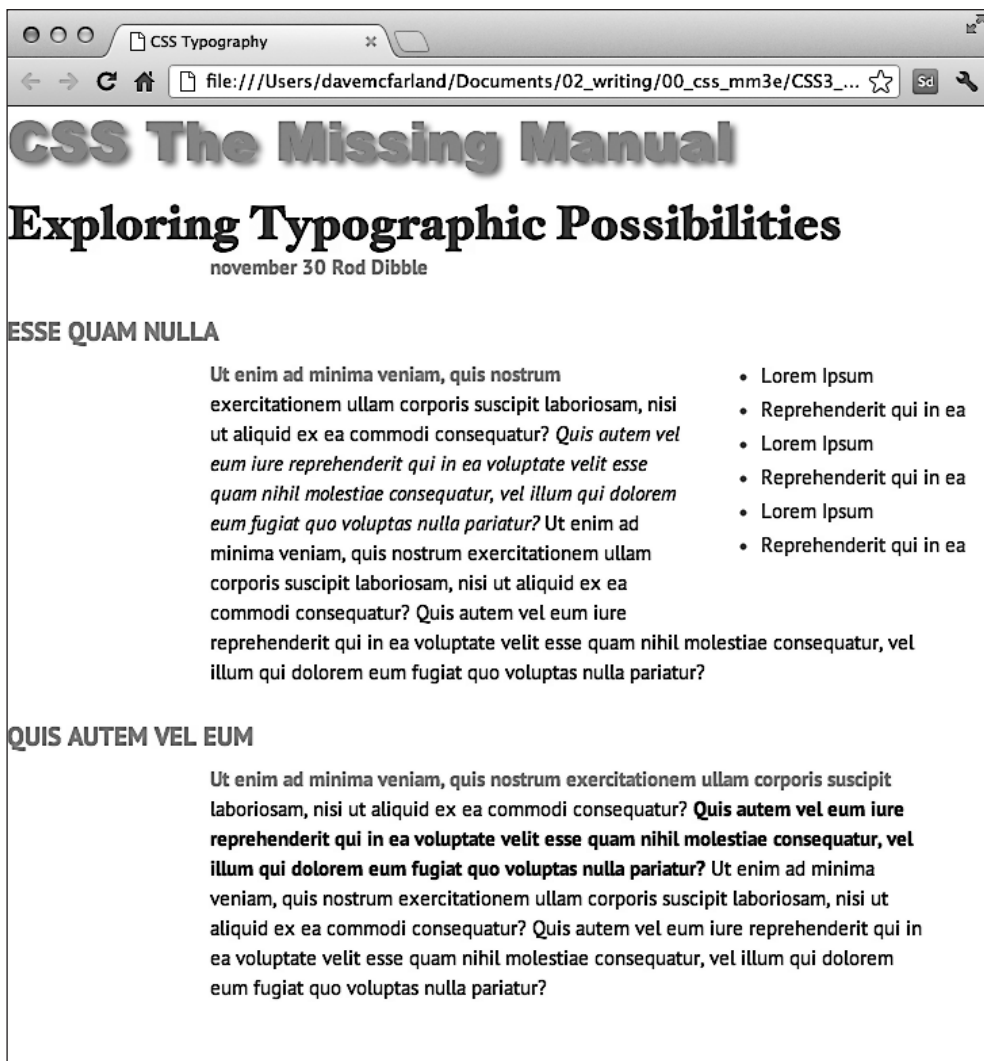 CSS Typography
file:///Users/davemcfarland/Documents/02_writing/00_css_mm3e/CSS3_...
Sd
CSS The Missing Manual
Exploring Typographic Possibilities
november 30 Rod Dibble
ESSE QUAM NULLA
Ut enim ad minima veniam, quis nostrum
exercitationem ullam corporis suscipit laboriosam, nisi
ut aliquid ex ea commodi consequatur? Quis autem vel
eum iure reprehenderit qui in ea voluptate velit esse
quam nihil molestiae consequatur, vel illum qui dolorem
eum fugiat quo voluptas nulla pariatur? Ut enim ad
minima veniam, quis nostrum exercitationem ullam
corporis suscipit laboriosam, nisi ut aliquid ex ea
commodi consequatur? Quis autem vel eum iure
reprehenderit qui in ea voluptate velit esse quam nihil molestiae consequatur, vel
illum qui dolorem eum fugiat quo voluptas nulla pariatur?
• Lorem Ipsum
• Reprehenderit qui in ea
• Lorem Ipsum
• Reprehenderit qui in ea
• Lorem Ipsum
• Reprehenderit qui in ea
QUIS AUTEM VEL EUM
Ut enim ad minima veniam, quis nostrum exercitationem ullam corporis suscipit
laboriosam, nisi ut aliquid ex ea commodi consequatur? Quis autem vel eum iure
reprehenderit qui in ea voluptate velit esse quam nihil molestiae consequatur, vel
illum qui dolorem eum fugiat quo voluptas nulla pariatur? Ut enim ad minima
veniam, quis nostrum exercitationem ullam corporis suscipit laboriosam, nisi ut
aliquid ex ea commodi consequatur? Quis autem vel eum iure reprehenderit qui in
ea voluptate velit esse quam nihil molestiae consequatur, vel illum qui dolorem
eum fugiat quo voluptas nulla pariatur?